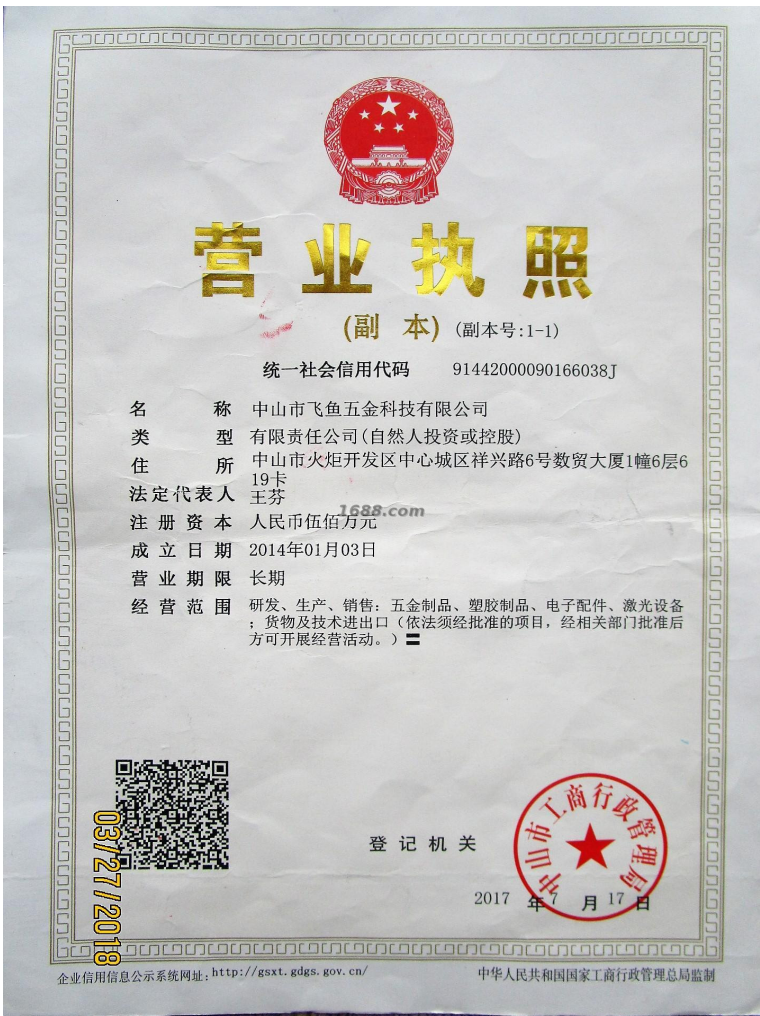 营业执照
(副 本) (副本号:1-1)
统一社会信用代码 91442000090166038J
名称 中山市飞鱼五金科技有限公司
类型 有限责任公司(自然人投资或控股)
住所 中山市火炬开发区中心城区祥兴路6号数贸大厦1幢6层6
19卡
法定代表人 王芬
1688.com
注册资本 人民币伍佰万元
成立日期 2014年01月03日
营业期限 长期
经营范围 研发、生产、销售：五金制品、塑胶制品、电子配件、激光设备
；货物及技术进出口（依法须经批准的项目，经相关部门批准后
方可开展经营活动。）〓
03/27/2018
登记机关
中山市工商行政管理局
2017 年 7 月 17 日
企业信用信息公示系统网址：http://gsxt.gdgs.gov.cn/
中华人民共和国国家工商行政管理总局监制